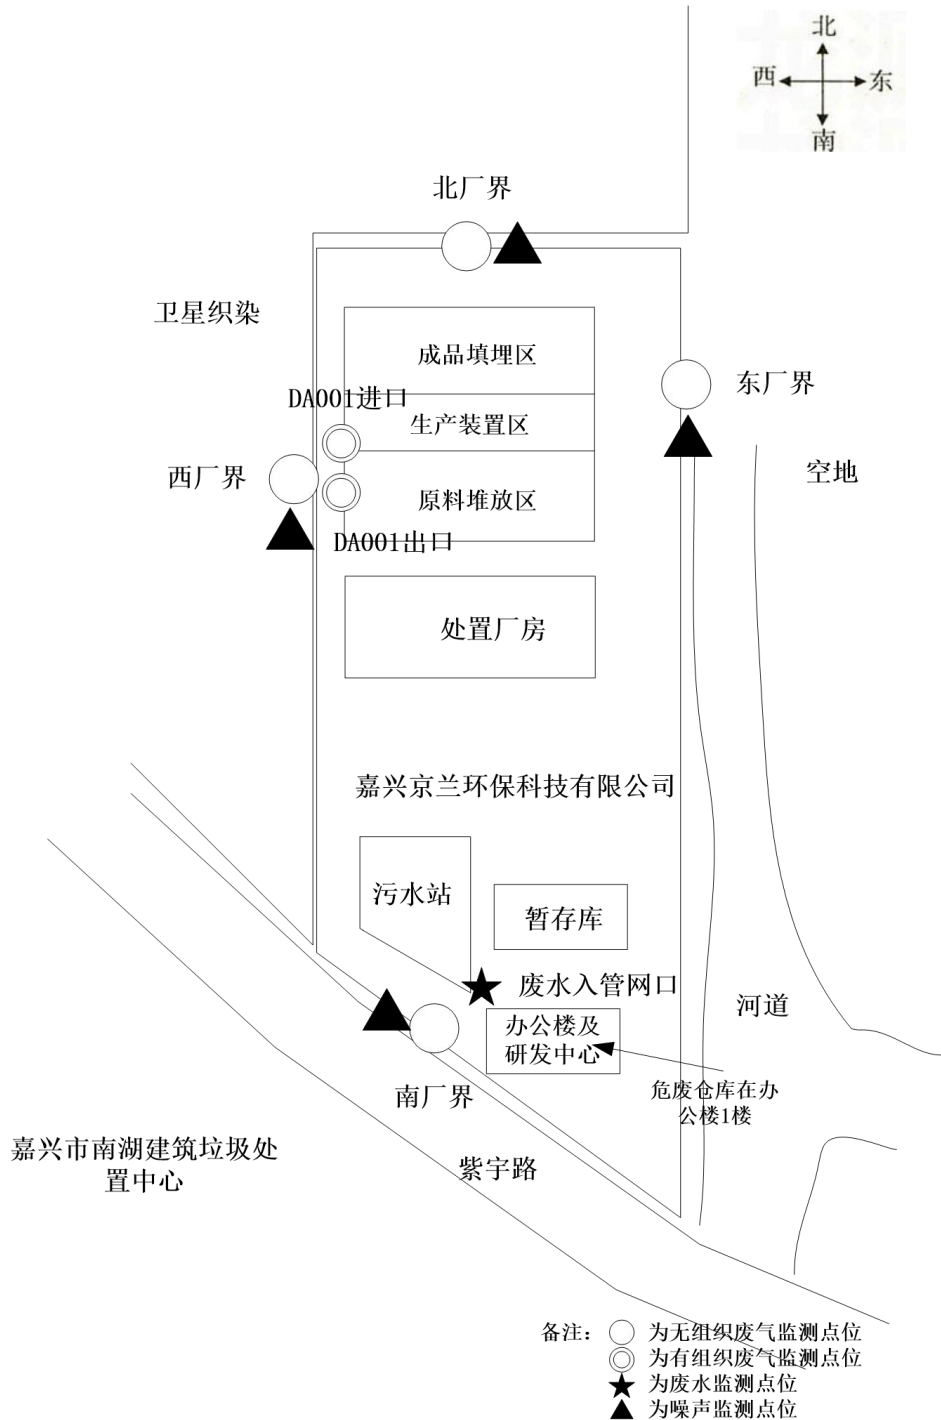 北
西
东
南
北厂界
卫星织染
成品填埋区
东厂界
DA001进口
生产装置区
空地
西厂界
原料堆放区
DA001出口
处置厂房
嘉兴京兰环保科技有限公司
污水站
暂存库
废水入管网口
河道
办公楼及
研发中心
危废仓库在办
公楼1楼
南厂界
嘉兴市南湖建筑垃圾处
置中心
紫宇路
备注：
为无组织废气监测点位
为有组织废气监测点位
为废水监测点位
为噪声监测点位